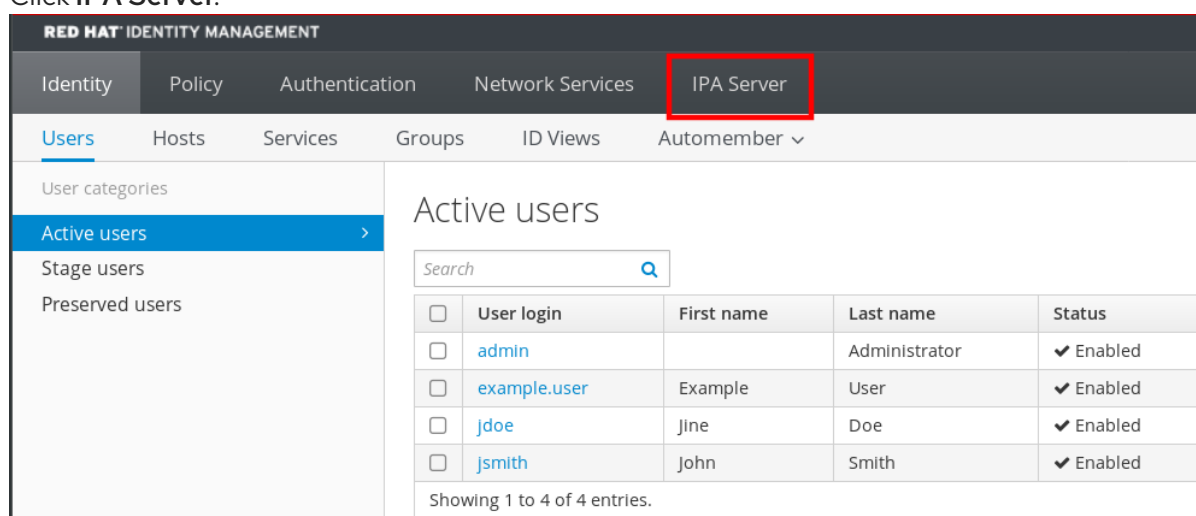 Click IPA Server.
RED HAT® IDENTITY MANAGEMENT
Identity Policy Authentication Network Services IPA Server
Users Hosts Services Groups ID Views Automember
User categories
Active users
Stage users
Preserved users
Active users
Search
User login First name Last name Status
admin Administrator Enabled
example.user Example User Enabled
jdoe Jine Doe Enabled
jsmith John Smith Enabled
Showing 1 to 4 of 4 entries.